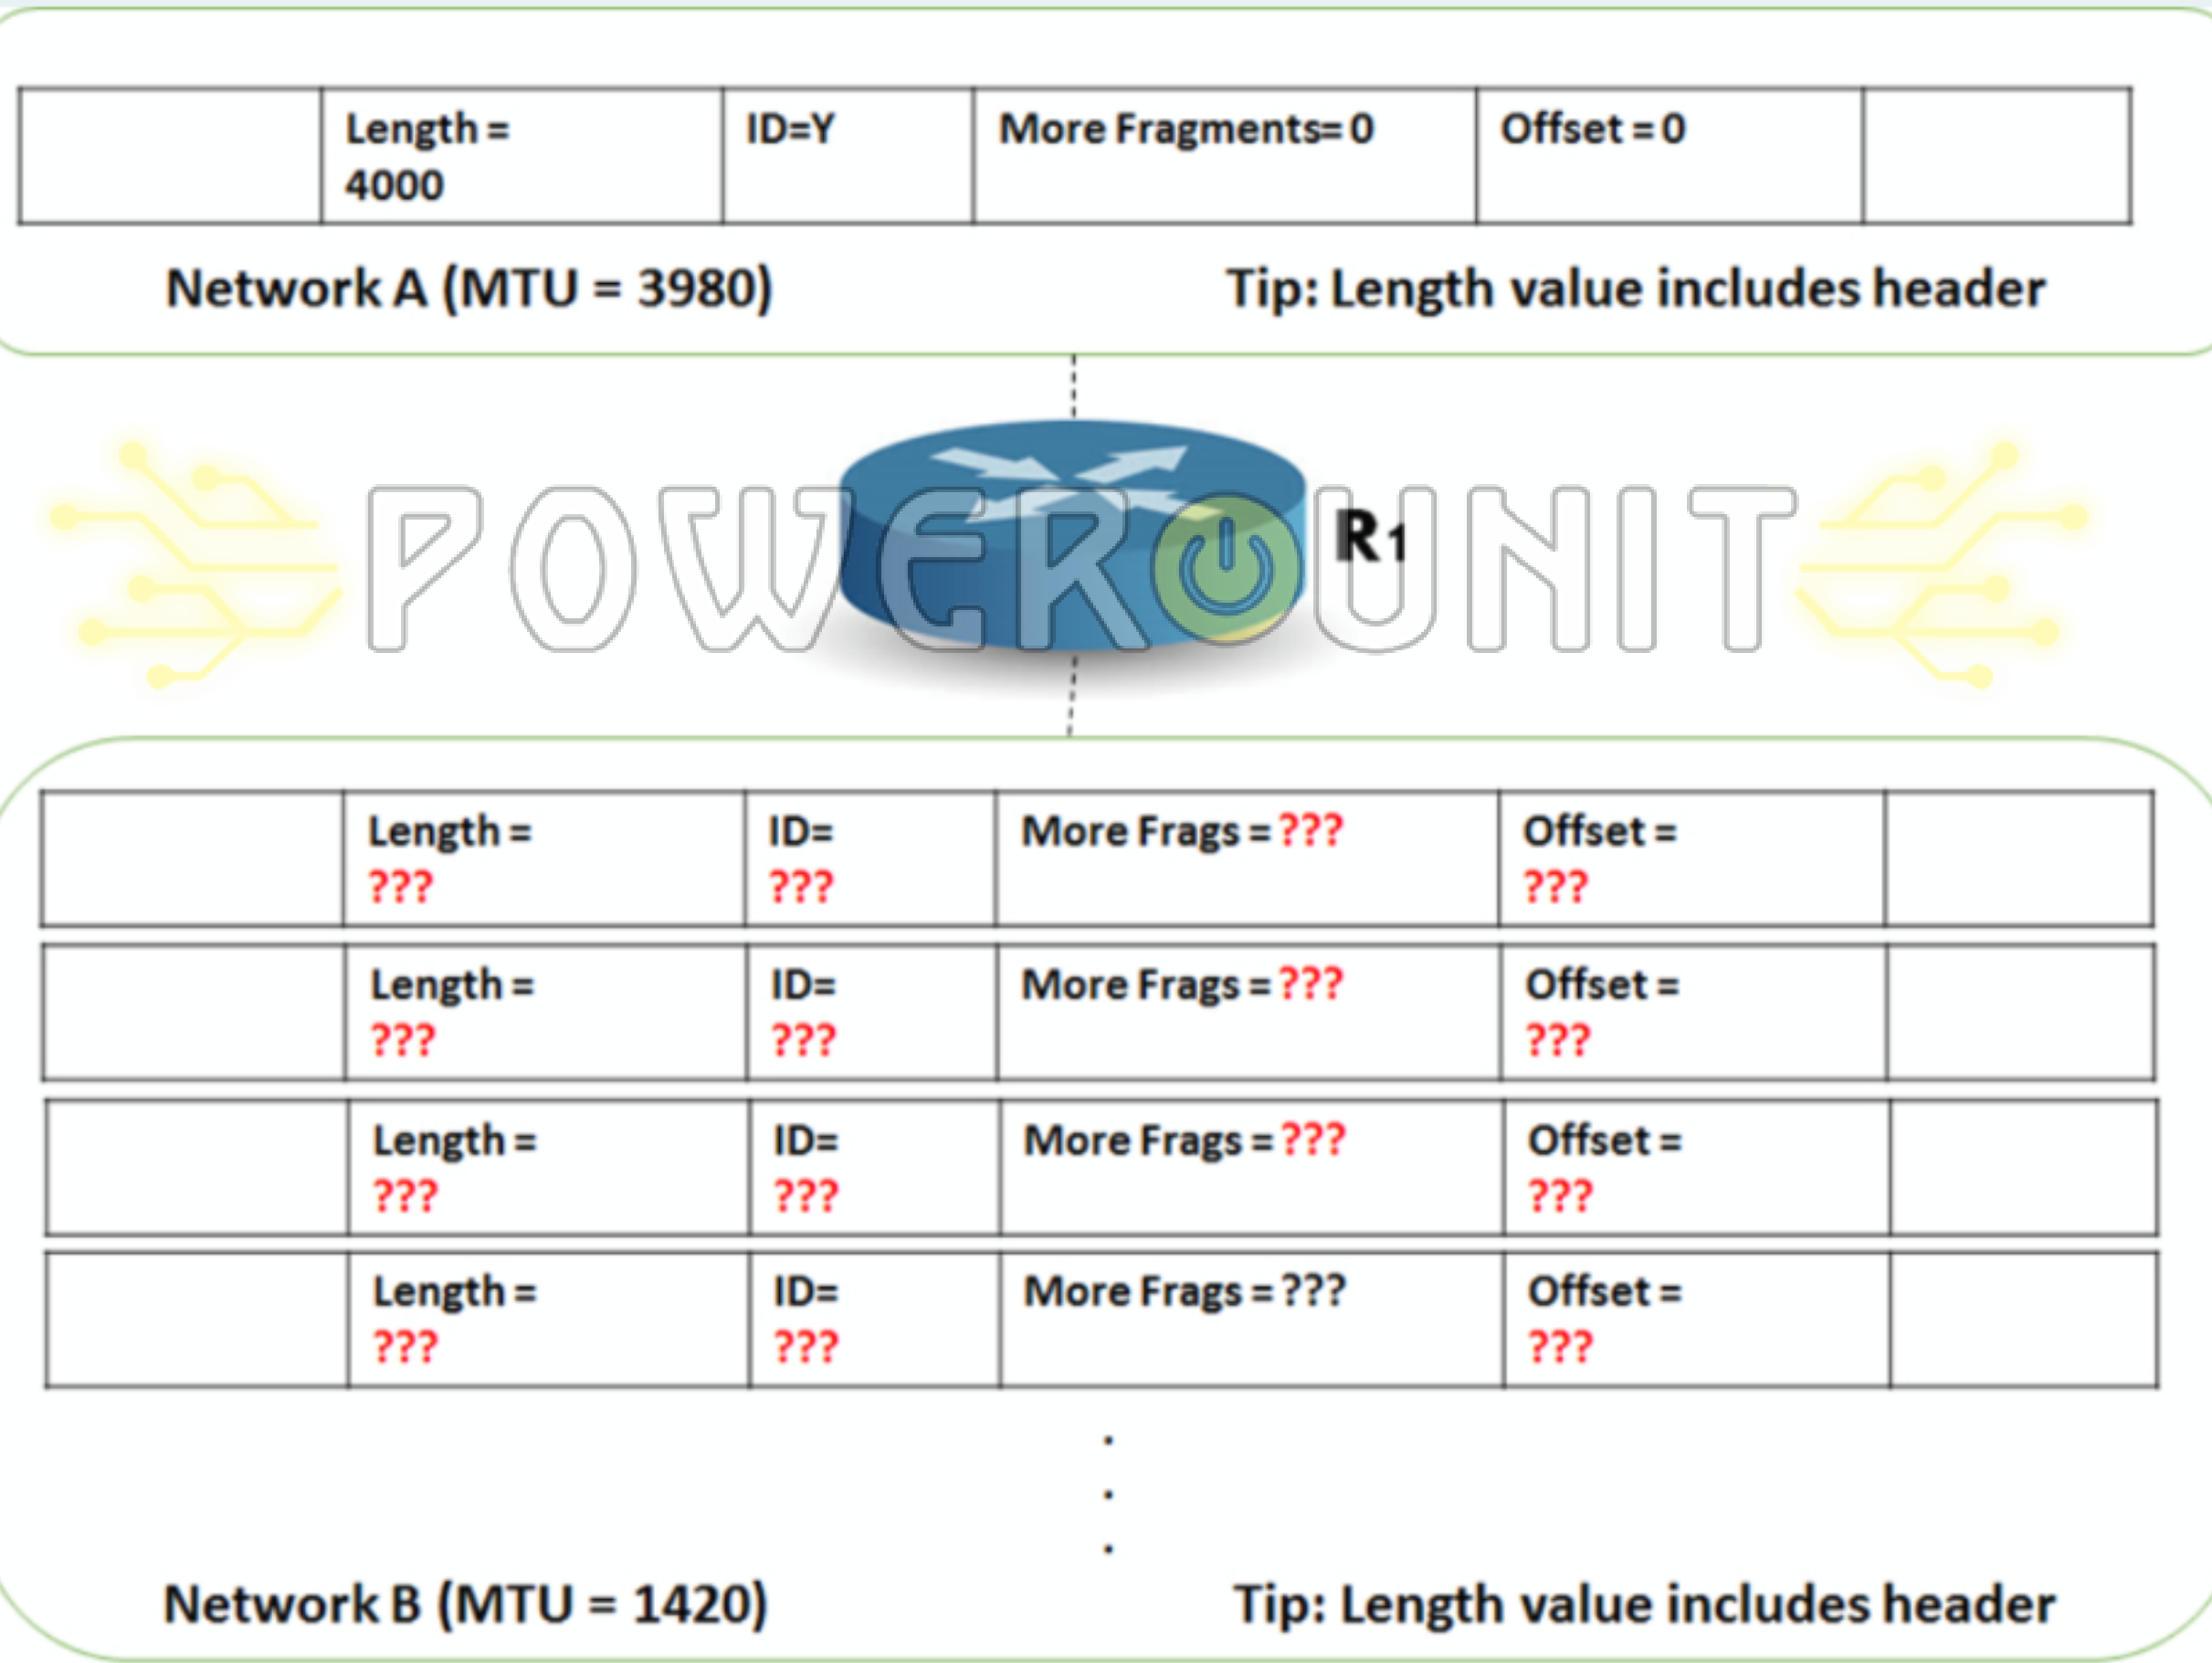 Length = ID=Y More Fragments= 0 Offset = 0
4000
Network A (MTU = 3980) Tip: Length value includes header
POWER UNIT
R1
Length = ID= More Frags = ??? Offset =
??? ??? ???
Length = ID= More Frags = ??? Offset =
??? ??? ???
Length = ID= More Frags = ??? Offset =
??? ??? ???
Length = ID= More Frags = ??? Offset =
??? ??? ???
.
.
.
Network B (MTU = 1420) Tip: Length value includes header